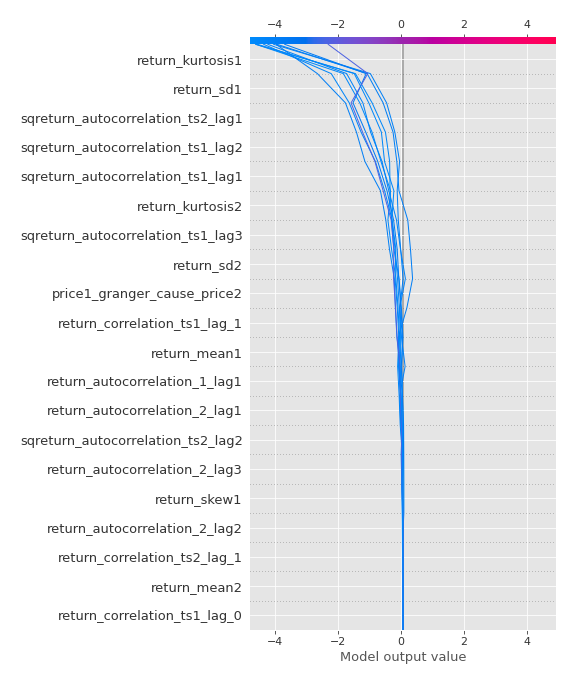 −4 −2 0 2 4
return_kurtosis1
return_sd1
sqreturn_autocorrelation_ts2_lag1
sqreturn_autocorrelation_ts1_lag2
sqreturn_autocorrelation_ts1_lag1
return_kurtosis2
sqreturn_autocorrelation_ts1_lag3
return_sd2
price1_granger_cause_price2
return_correlation_ts1_lag_1
return_mean1
return_autocorrelation_1_lag1
return_autocorrelation_2_lag1
sqreturn_autocorrelation_ts2_lag2
return_autocorrelation_2_lag3
return_skew1
return_autocorrelation_2_lag2
return_correlation_ts2_lag_1
return_mean2
return_correlation_ts1_lag_0
−4 −2 0 2 4
Model output value